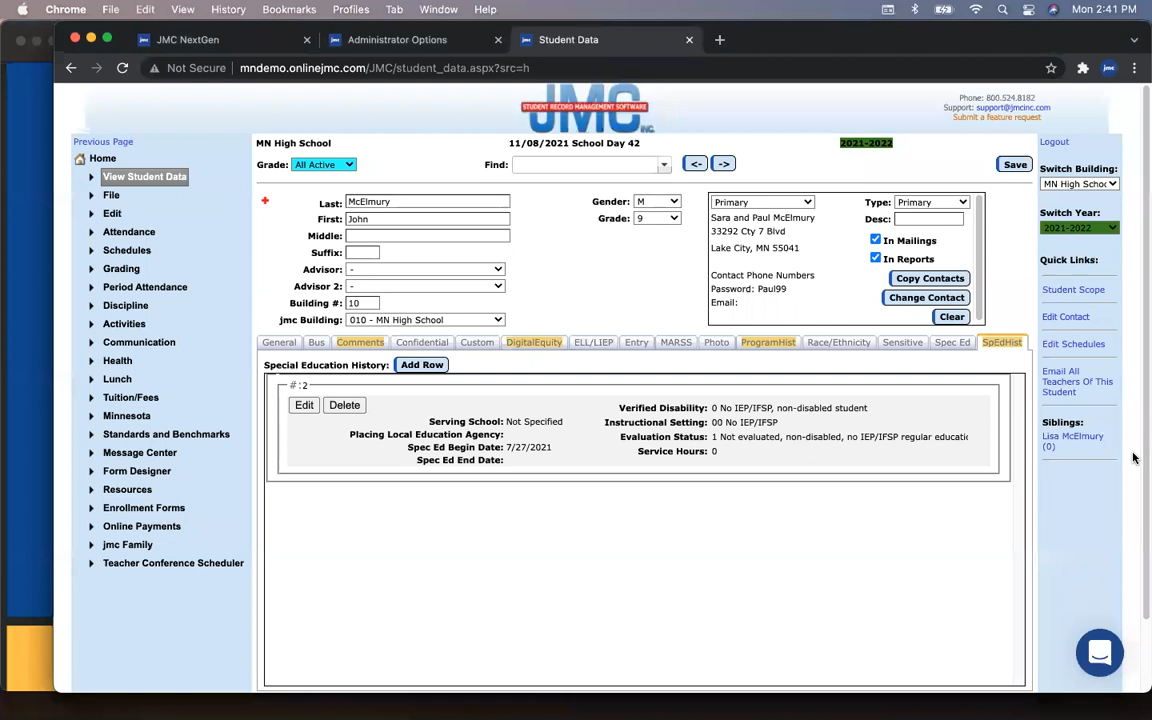 Chrome File Edit View History Bookmarks Profiles Tab Window Help Mon 2:41 PM
jmc JMC NextGen jmc Administrator Options jmc Student Data
Not Secure mndemo.onlinejmc.com/JMC/student_data.aspx?src=h jmc
JMC
STUDENT RECORD MANAGEMENT SOFTWARE
INC.
Phone: 800.524.8182
Support: support@jmcinc.com
Submit a feature request
Previous Page
Home
View Student Data
File
Edit
Attendance
Schedules
Grading
Period Attendance
Discipline
Activities
Communication
Health
Lunch
Tuition/Fees
Minnesota
Standards and Benchmarks
Message Center
Form Designer
Resources
Enrollment Forms
Online Payments
jmc Family
Teacher Conference Scheduler
MN High School 11/08/2021 School Day 42 2021-2022
Grade: All Active Find: <- -> Save
Last: McElmury
First: John
Middle:
Suffix:
Advisor: -
Advisor 2: -
Building #: 10
jmc Building: 010 - MN High School
Gender: M
Grade: 9
Primary
Sara and Paul McElmury
33292 Cty 7 Blvd
Lake City, MN 55041
Contact Phone Numbers
Password: Paul99
Email:
Type: Primary
Desc:
In Mailings
In Reports
Copy Contacts
Change Contact
Clear
General Bus Comments Confidential Custom DigitalEquity ELL/LIEP Entry MARSS Photo ProgramHist Race/Ethnicity Sensitive Spec Ed SpEdHist
Special Education History: Add Row
#:2
Edit Delete
Serving School: Not Specified
Placing Local Education Agency:
Spec Ed Begin Date: 7/27/2021
Spec Ed End Date:
Verified Disability: 0 No IEP/IFSP, non-disabled student
Instructional Setting: 00 No IEP/IFSP
Evaluation Status: 1 Not evaluated, non-disabled, no IEP/IFSP regular educatic
Service Hours: 0
Logout
Switch Building:
MN High Schoc
Switch Year:
2021-2022
Quick Links:
Student Scope
Edit Contact
Edit Schedules
Email All
Teachers Of This
Student
Siblings:
Lisa McElmury
(0)